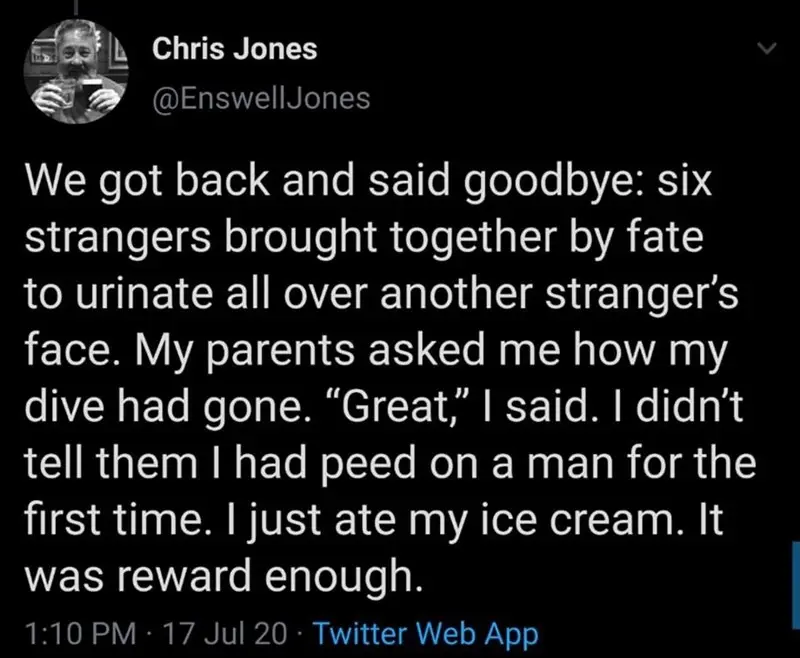 Chris Jones
@EnswellJones
We got back and said goodbye: six
strangers brought together by fate
to urinate all over another stranger’s
face. My parents asked me how my
dive had gone. “Great,” I said. I didn’t
tell them I had peed on a man for the
first time. I just ate my ice cream. It
was reward enough.
1:10 PM · 17 Jul 20 · Twitter Web App